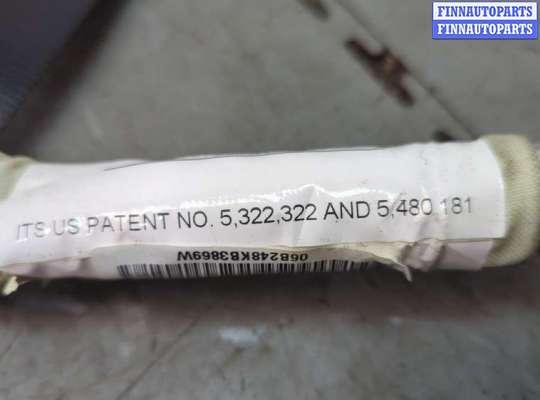 FINNAUTOPARTS
FINNAUTOPARTS
ITS US PATENT NO. 5,322,322 AND 5,480,181
06B248KB3869W